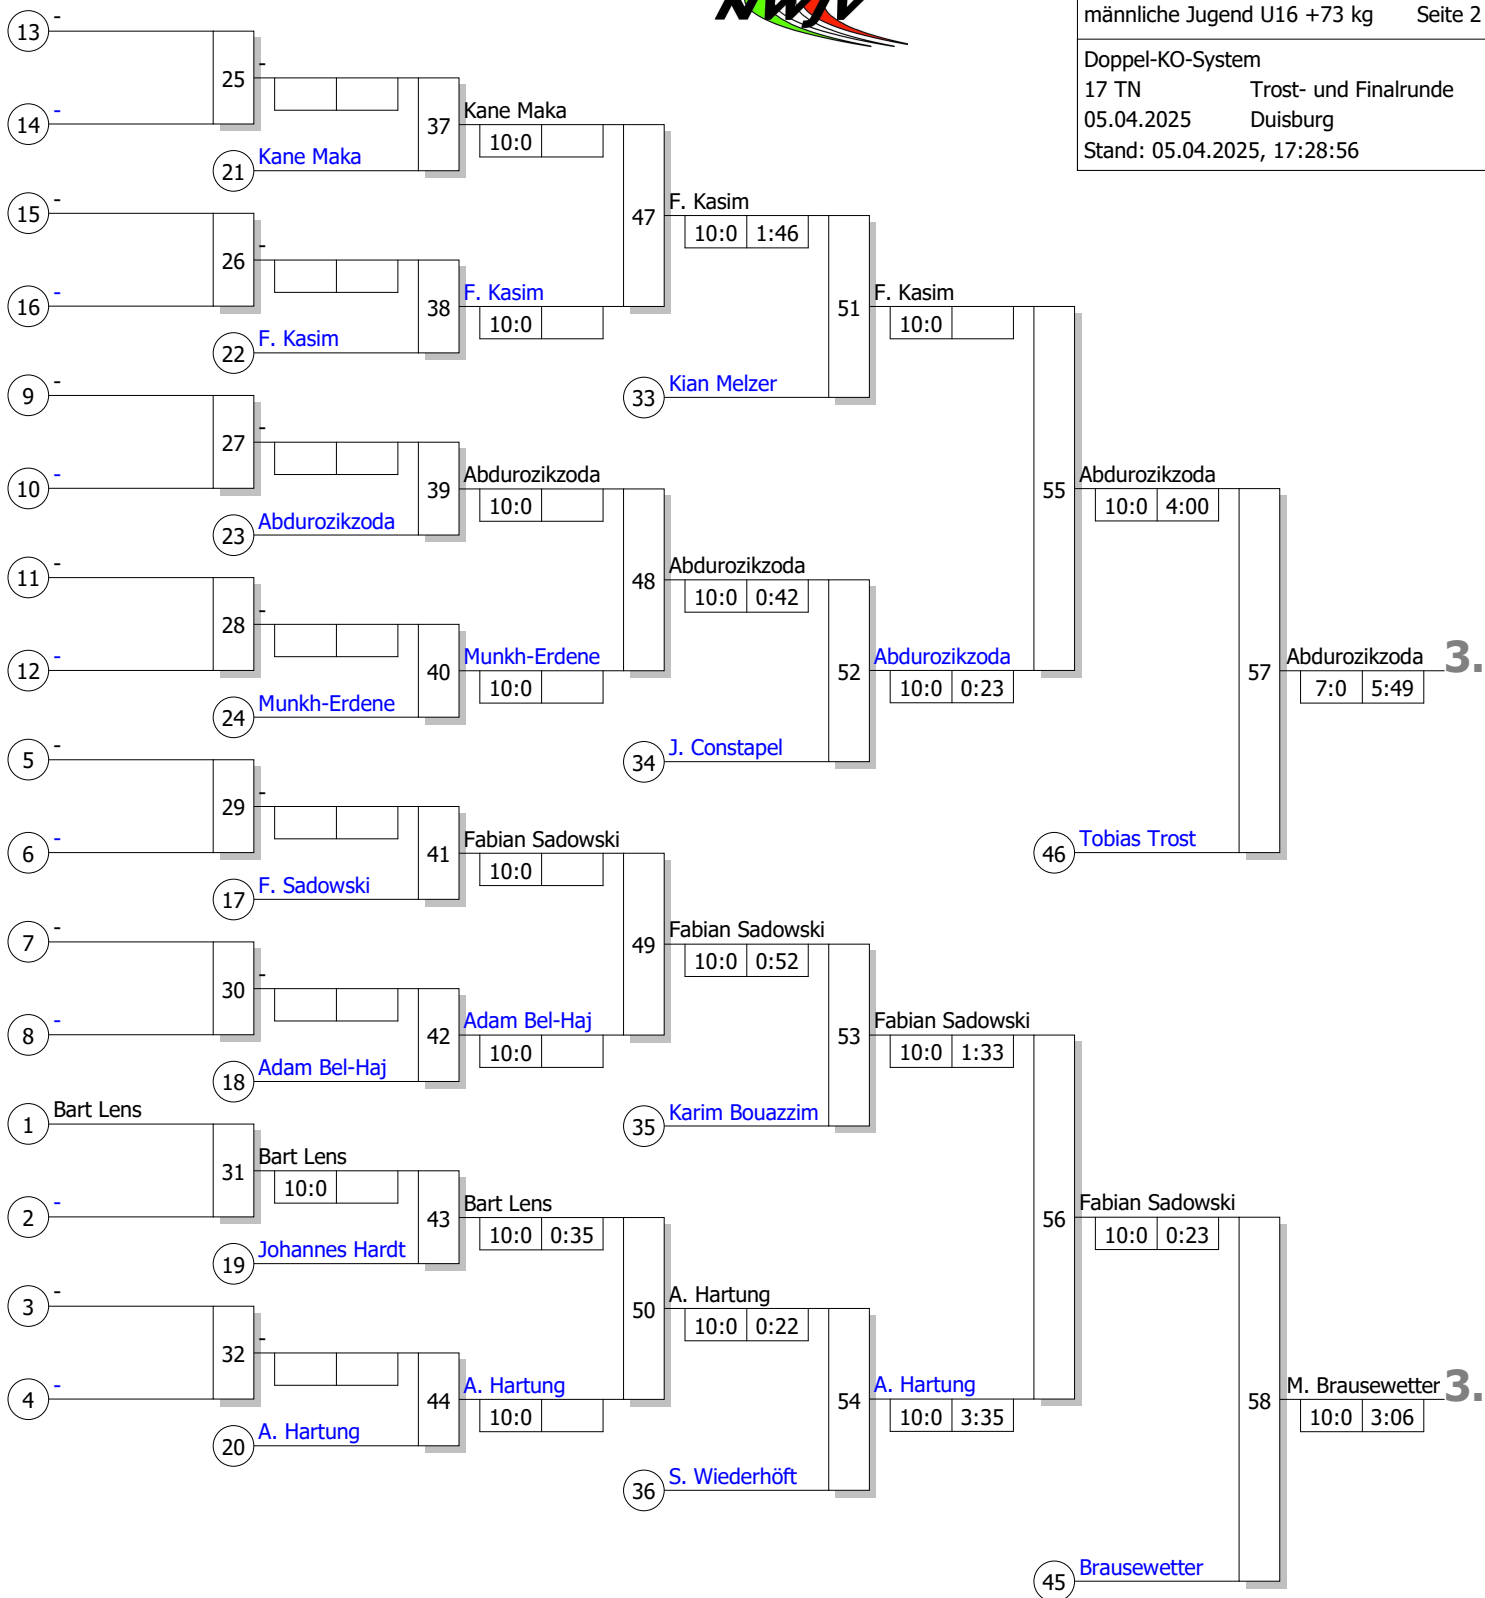 NWJV
männliche Jugend U16 +73 kg Seite 2
Doppel-KO-System
17 TN Trost- und Finalrunde
05.04.2025 Duisburg
Stand: 05.04.2025, 17:28:56
13 -
25 -
14 -
37 Kane Maka
10:0
21 Kane Maka
15 -
47 F. Kasim
10:0 1:46
26 -
16 -
38 F. Kasim
10:0
22 F. Kasim
51 F. Kasim
10:0
33 Kian Melzer
9 -
27 -
10 -
39 Abdurozikzoda
10:0
23 Abdurozikzoda
55 Abdurozikzoda
10:0 4:00
11 -
48 Abdurozikzoda
10:0 0:42
28 -
12 -
40 Munkh-Erdene
10:0
24 Munkh-Erdene
52 Abdurozikzoda
10:0 0:23
57 Abdurozikzoda 3.
7:0 5:49
34 J. Constapel
5 -
29 -
6 -
41 Fabian Sadowski
10:0
17 F. Sadowski
46 Tobias Trost
7 -
49 Fabian Sadowski
10:0 0:52
30 -
8 -
42 Adam Bel-Haj
10:0
18 Adam Bel-Haj
53 Fabian Sadowski
10:0 1:33
35 Karim Bouazzim
1 Bart Lens
31 Bart Lens
10:0
2 -
43 Bart Lens
10:0 0:35
19 Johannes Hardt
56 Fabian Sadowski
10:0 0:23
3 -
50 A. Hartung
10:0 0:22
32 -
4 -
44 A. Hartung
10:0
20 A. Hartung
54 A. Hartung
10:0 3:35
58 M. Brausewetter 3.
10:0 3:06
36 S. Wiederhöft
45 Brausewetter